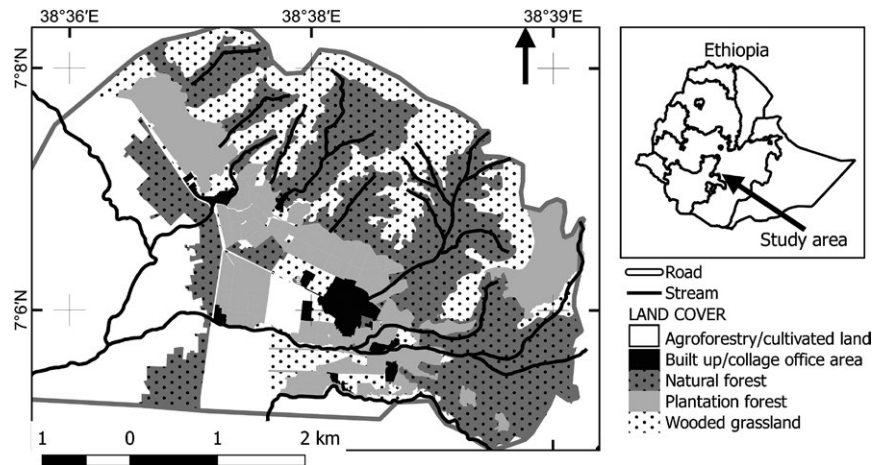 38°36'E 38°38'E 38°39'E
7°8'N
7°6'N
1 0 1 2 km
Ethiopia
Study area
Road
Stream
LAND COVER
Agroforestry/cultivated land
Built up/collage office area
Natural forest
Plantation forest
Wooded grassland